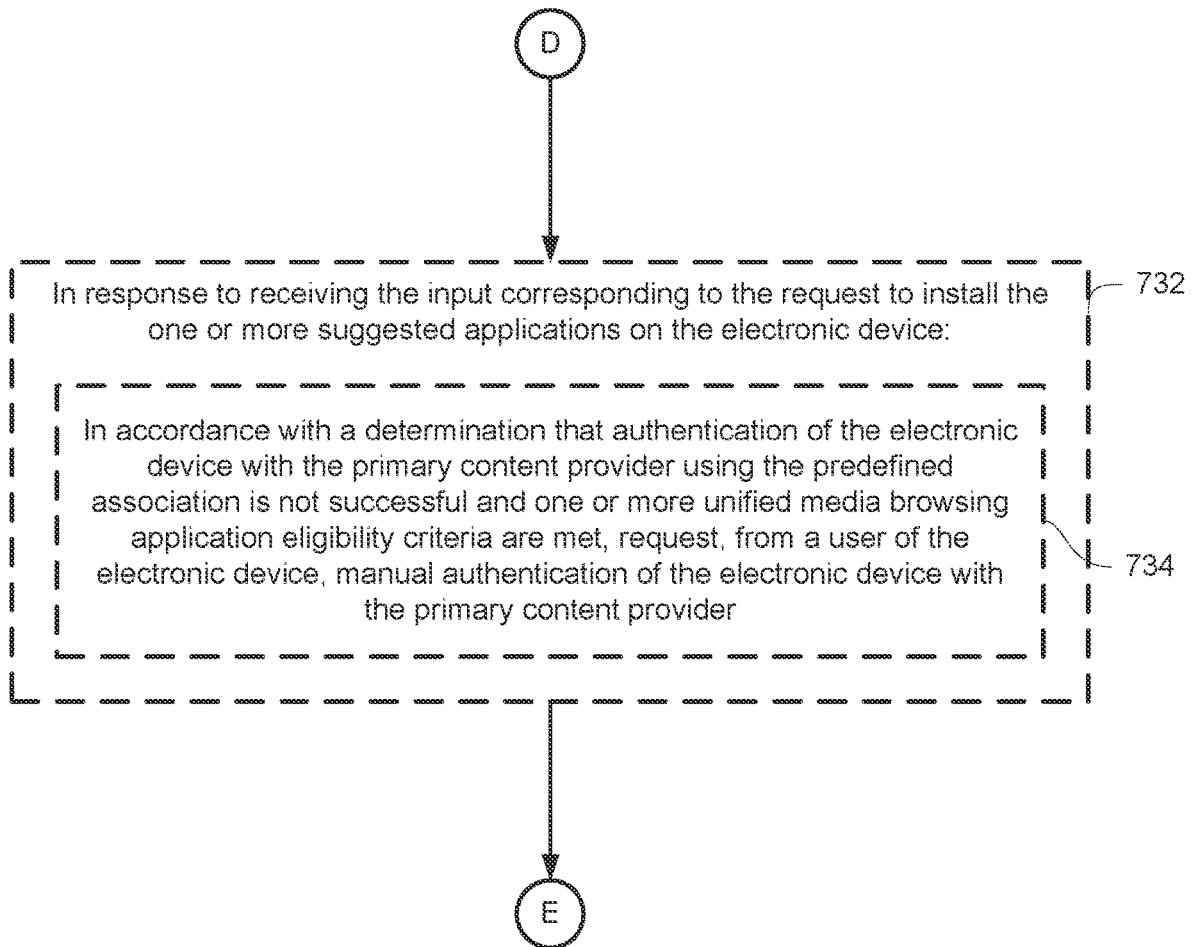 D
In response to receiving the input corresponding to the request to install the
one or more suggested applications on the electronic device:
732
In accordance with a determination that authentication of the electronic
device with the primary content provider using the predefined
association is not successful and one or more unified media browsing
application eligibility criteria are met, request, from a user of the
electronic device, manual authentication of the electronic device with
the primary content provider
734
E